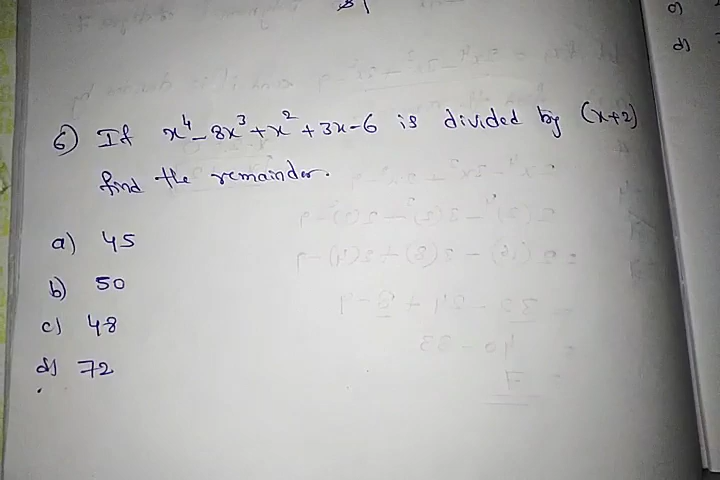 6) If x⁴-8x³+x²+3x-6 is divided by (x+2)
find the remainder.
a) 45
b) 50
c) 48
d) 72
c)
d)